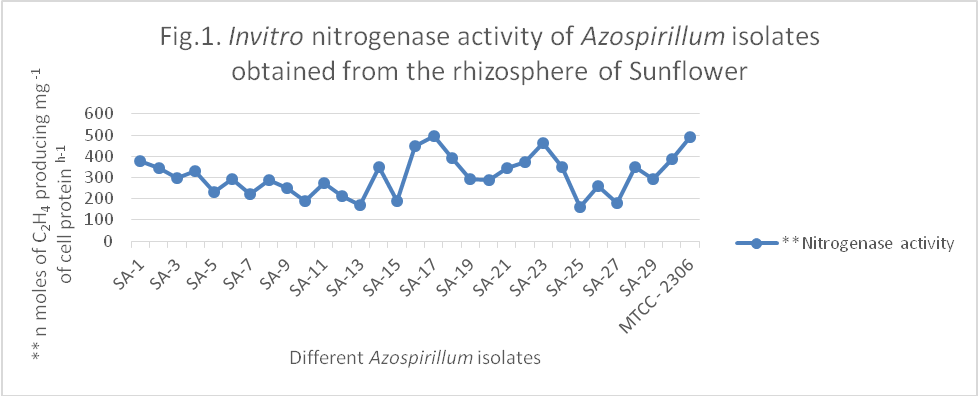 Fig.1. Invitro nitrogenase activity of Azospirillum isolates
obtained from the rhizosphere of Sunflower
** n moles of C₂H₄ producing mg⁻¹
of cell protein ʰ⁻¹
600
500
400
300
200
100
0
SA-1
SA-3
SA-5
SA-7
SA-9
SA-11
SA-13
SA-15
SA-17
SA-19
SA-21
SA-23
SA-25
SA-27
SA-29
MTCC- 2306
Different Azospirillum isolates
**Nitrogenase activity